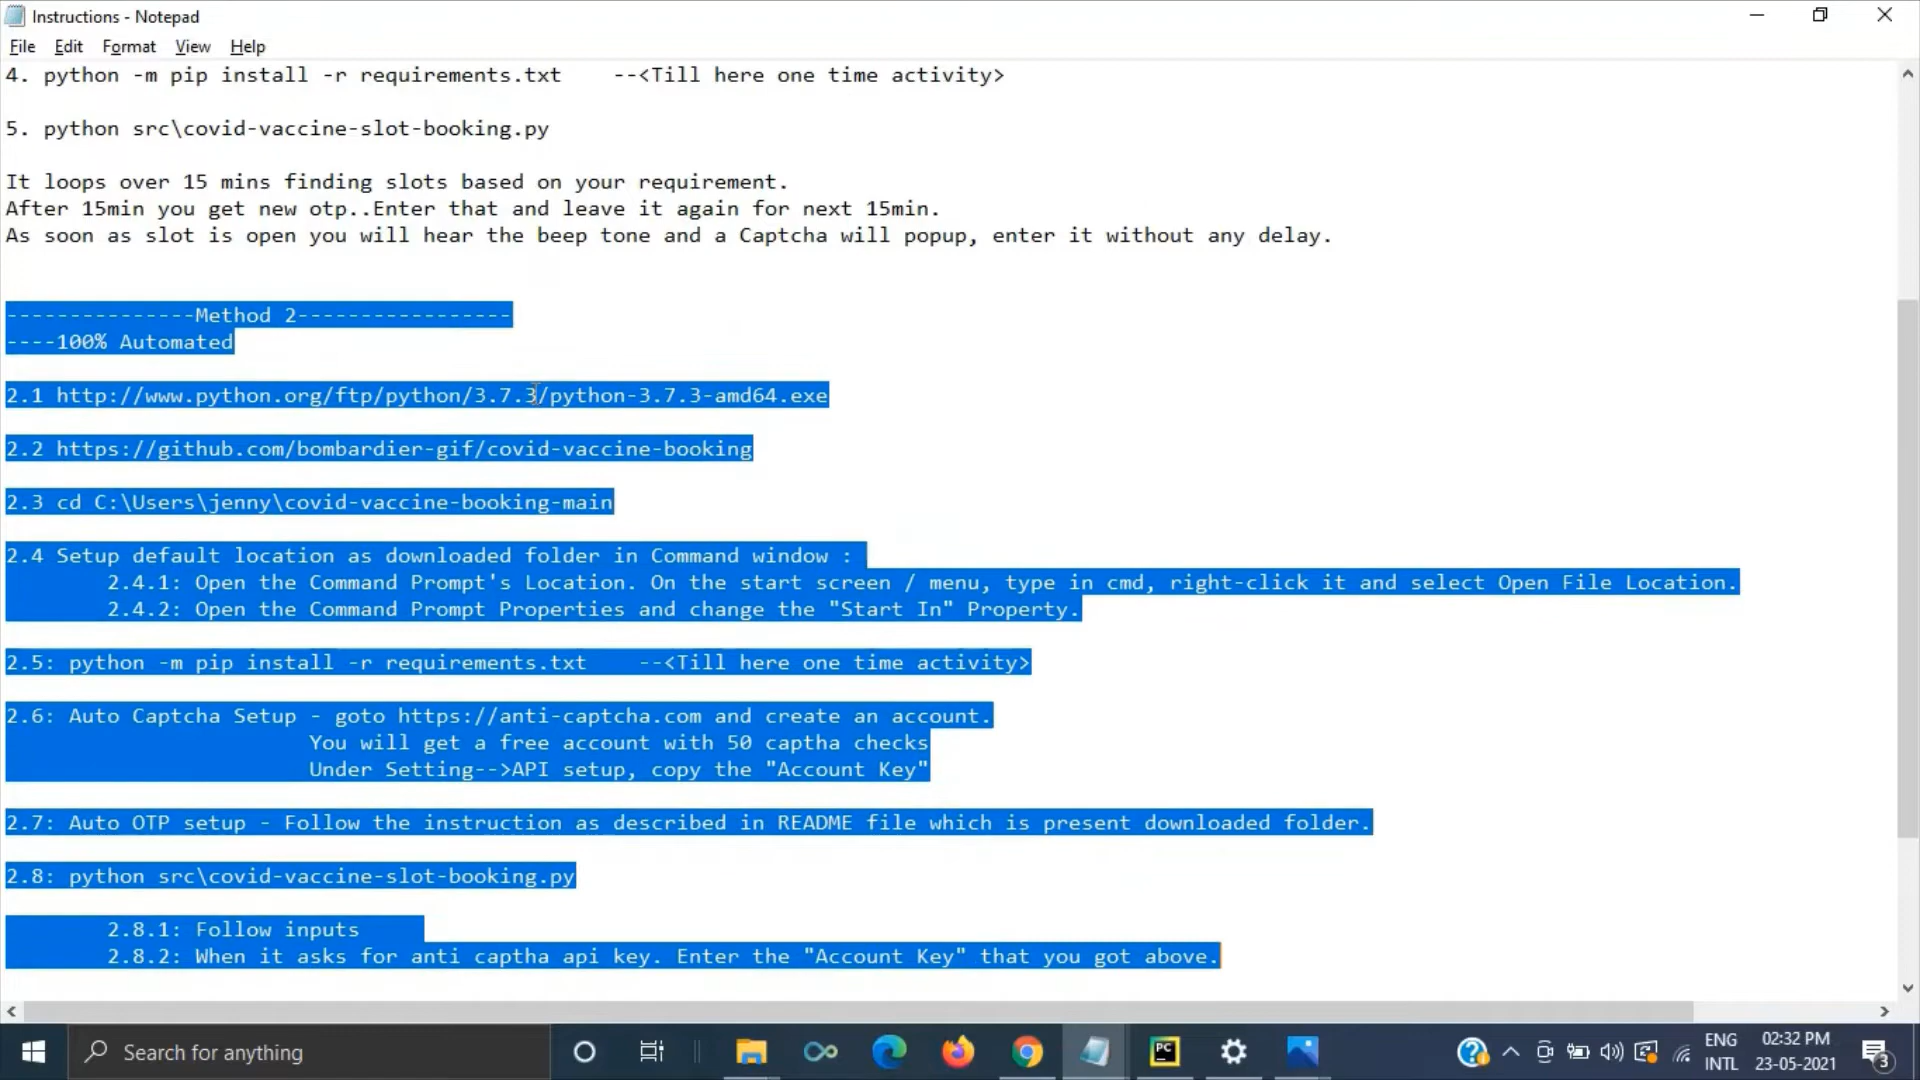 Instructions - Notepad
File Edit Format View Help
4. python -m pip install -r requirements.txt    --<Till here one time activity>
5. python src\covid-vaccine-slot-booking.py
It loops over 15 mins finding slots based on your requirement.
After 15min you get new otp..Enter that and leave it again for next 15min.
As soon as slot is open you will hear the beep tone and a Captcha will popup, enter it without any delay.
---------------Method 2-----------------
----100% Automated
2.1 http://www.python.org/ftp/python/3.7.3/python-3.7.3-amd64.exe
2.2 https://github.com/bombardier-gif/covid-vaccine-booking
2.3 cd C:\Users\jenny\covid-vaccine-booking-main
2.4 Setup default location as downloaded folder in Command window :
2.4.1: Open the Command Prompt's Location. On the start screen / menu, type in cmd, right-click it and select Open File Location.
2.4.2: Open the Command Prompt Properties and change the "Start In" Property.
2.5: python -m pip install -r requirements.txt    --<Till here one time activity>
2.6: Auto Captcha Setup - goto https://anti-captcha.com and create an account.
You will get a free account with 50 captha checks
Under Setting-->API setup, copy the "Account Key"
2.7: Auto OTP setup - Follow the instruction as described in README file which is present downloaded folder.
2.8: python src\covid-vaccine-slot-booking.py
2.8.1: Follow inputs
2.8.2: When it asks for anti captha api key. Enter the "Account Key" that you got above.
Search for anything
PC
ENG
INTL
02:32 PM
23-05-2021
3